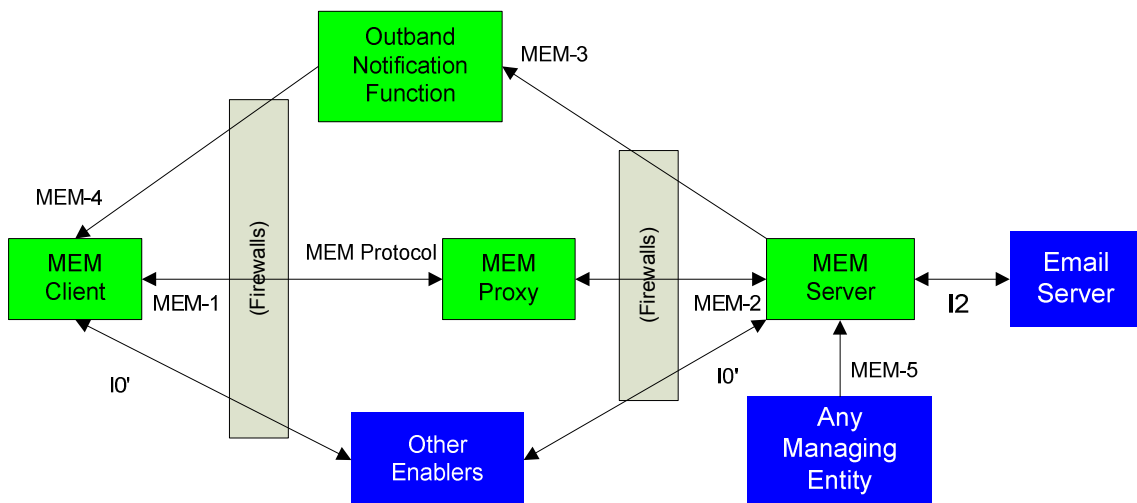 Outband
Notification
Function
MEM-3
MEM-4
(Firewalls)
(Firewalls)
MEM Protocol
MEM
Client
MEM
Proxy
MEM
Server
Email
Server
MEM-1
MEM-2
I2
I0'
I0'
MEM-5
Other
Enablers
Any
Managing
Entity